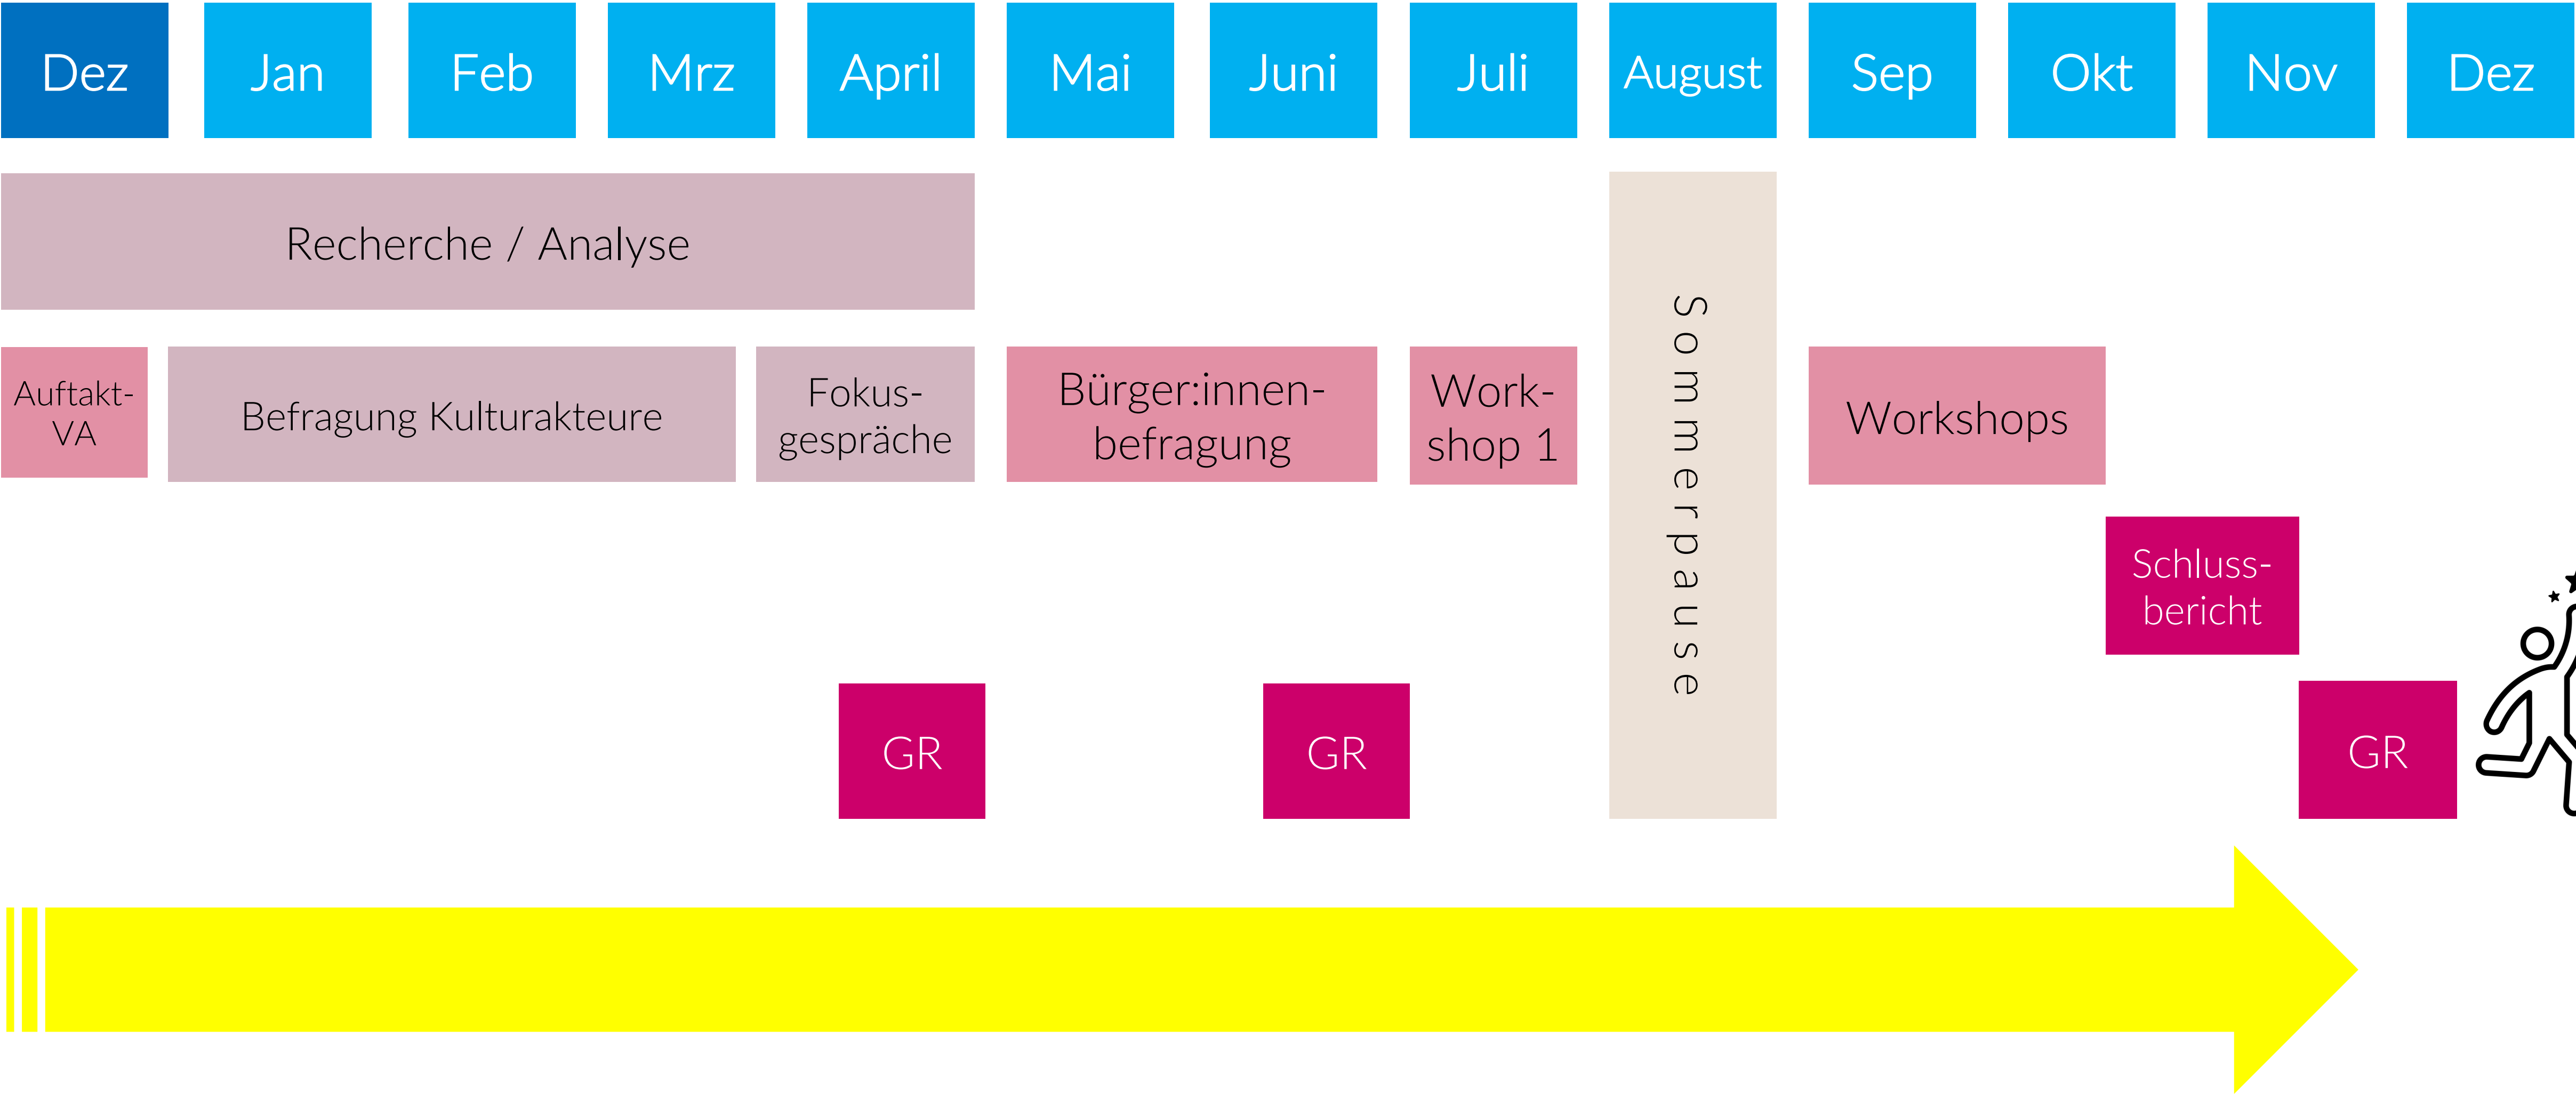 Dez Jan Feb Mrz April Mai Juni Juli August Sep Okt Nov Dez
Recherche / Analyse
Auftakt-
VA
Befragung Kulturakteure
Fokus-
gespräche
Bürger:innen-
befragung
Work-
shop 1
Sommerpause
Workshops
Schluss-
bericht
GR
GR
GR